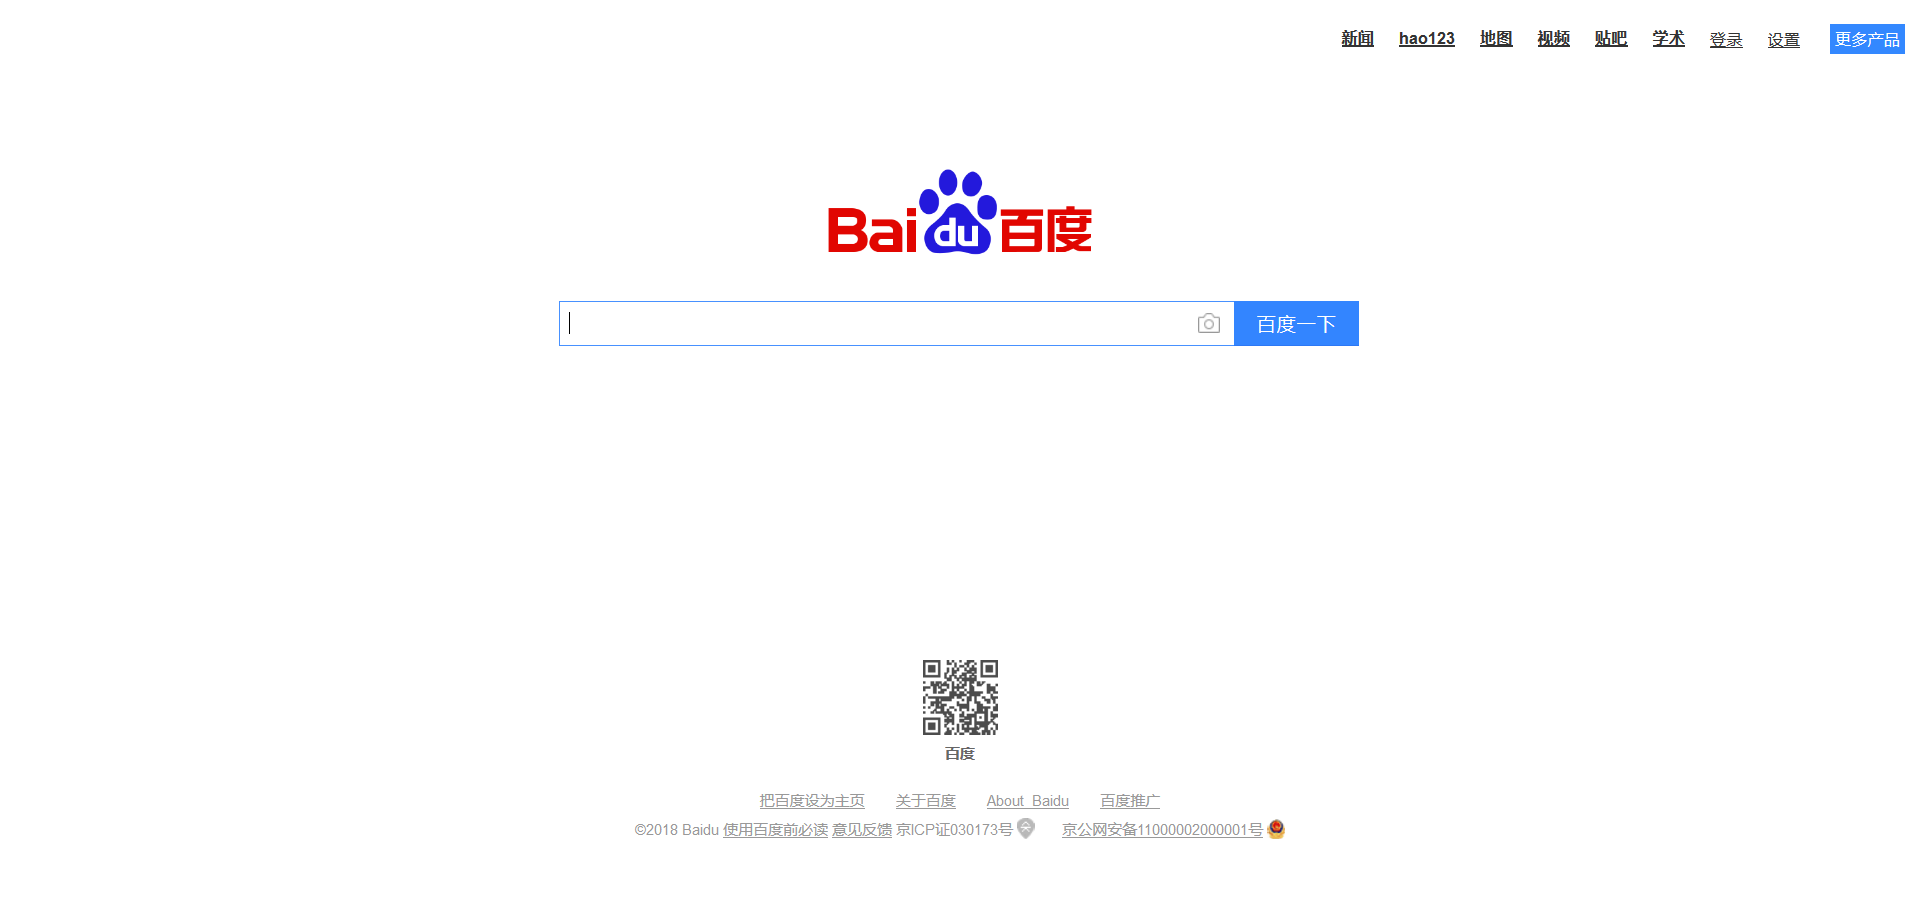 新闻 hao123 地图 视频 贴吧 学术 登录 设置 更多产品
Bai du 百度
百度一下
百度
把百度设为主页 关于百度 About Baidu 百度推广
©2018 Baidu 使用百度前必读 意见反馈 京ICP证030173号 京公网安备11000002000001号